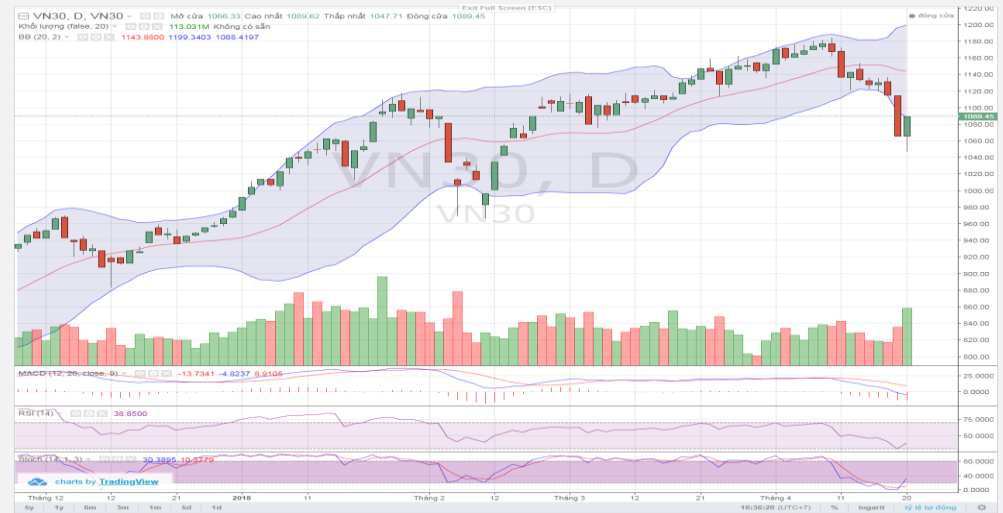 Exit Full Screen (ESC)
VN30, D, VN30 Mở cửa 1066.33 Cao nhất 1089.62 Thấp nhất 1047.71 Đóng cửa 1089.45
đóng cửa
Khối lượng (false, 20) 113.031M Không có sẵn
BB (20, 2) 1143.8800 1199.3403 1088.4197
1220.00
1200.00
1180.00
1160.00
1140.00
1120.00
1100.00
1089.45
1080.00
1060.00
1040.00
1020.00
1000.00
980.00
960.00
940.00
920.00
900.00
880.00
860.00
840.00
820.00
800.00
VN30, D
VN30
MACD (12, 26, close, 9) -13.7341 -4.8237 8.9105
25.0000
0.0000
RSI (14) 38.8500
75.0000
50.0000
Stoch (14, 1, 3) 30.3895 10.3779
80.0000
40.0000
0.0000
charts by TradingView
Tháng 12 12 21 2018 11 Tháng 2 12 Tháng 3 12 21 Tháng 4 11 20
5y 1y 6m 3m 1m 5d 1d 16:36:20 (UTC+7) % logarit tỷ lệ tự động